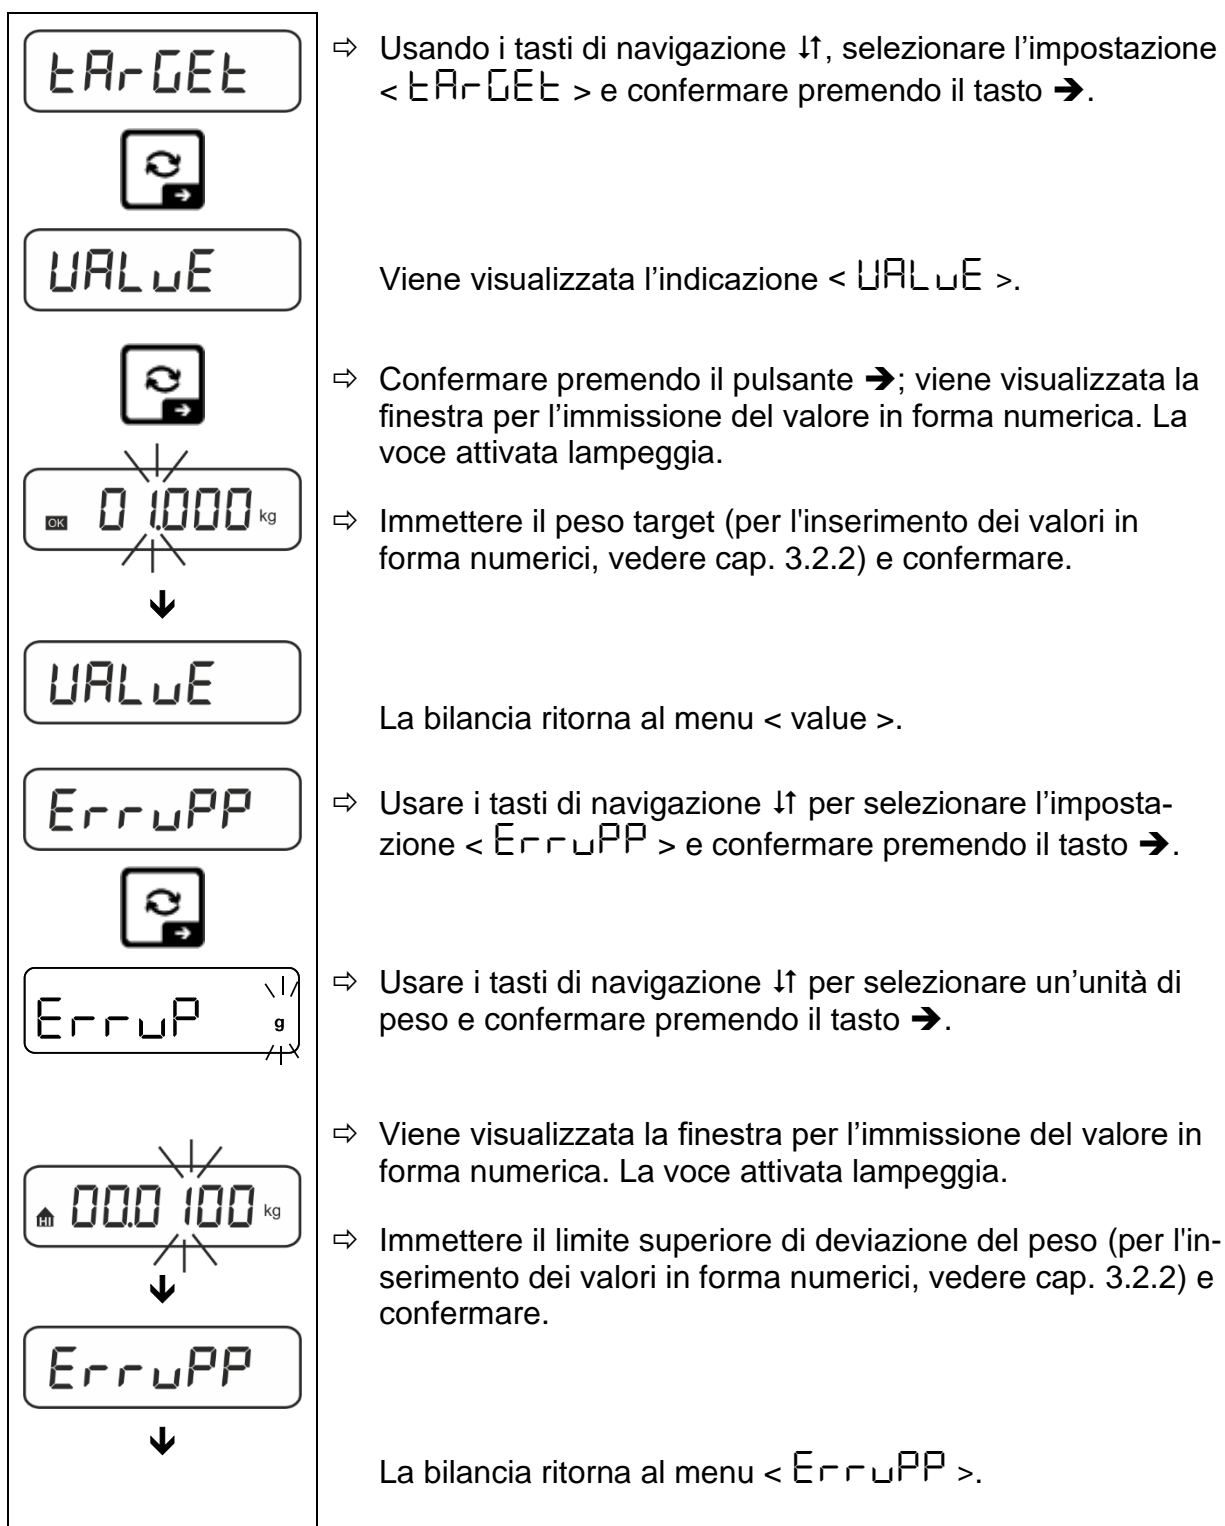 tArGEt
⇨ Usando i tasti di navigazione ↓↑, selezionare l’impostazione
< tArGEt > e confermare premendo il tasto ➔.
VALuE
Viene visualizzata l’indicazione < VALuE >.
⇨ Confermare premendo il pulsante ➔; viene visualizzata la
finestra per l’immissione del valore in forma numerica. La
voce attivata lampeggia.
OK 01.000 kg
⇨ Immettere il peso target (per l'inserimento dei valori in
forma numerici, vedere cap. 3.2.2) e confermare.
VALuE
La bilancia ritorna al menu < value >.
ErruPP
⇨ Usare i tasti di navigazione ↓↑ per selezionare l’imposta-
zione < ErruPP > e confermare premendo il tasto ➔.
ErruP g
⇨ Usare i tasti di navigazione ↓↑ per selezionare un’unità di
peso e confermare premendo il tasto ➔.
⇨ Viene visualizzata la finestra per l’immissione del valore in
forma numerica. La voce attivata lampeggia.
HI 00.0100 kg
⇨ Immettere il limite superiore di deviazione del peso (per l'in-
serimento dei valori in forma numerici, vedere cap. 3.2.2) e
confermare.
ErruPP
La bilancia ritorna al menu < ErruPP >.